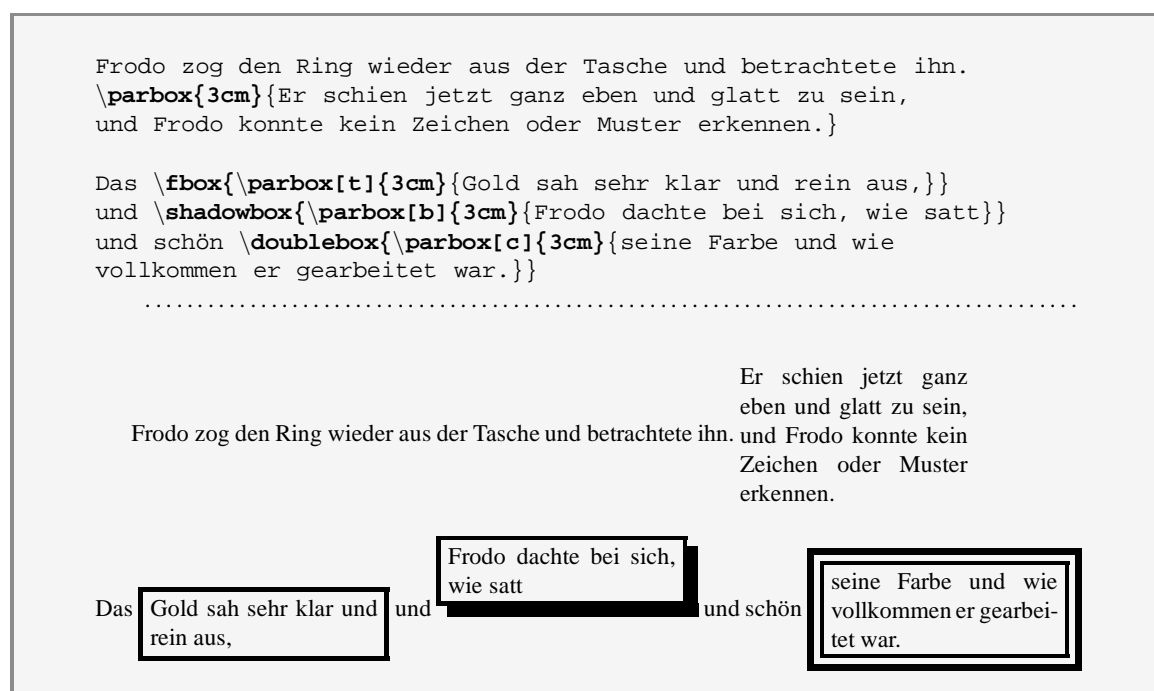 Frodo zog den Ring wieder aus der Tasche und betrachtete ihn.
\parbox{3cm}{Er schien jetzt ganz eben und glatt zu sein,
und Frodo konnte kein Zeichen oder Muster erkennen.}
Das \fbox{\parbox[t]{3cm}{Gold sah sehr klar und rein aus,}}
und \shadowbox{\parbox[b]{3cm}{Frodo dachte bei sich, wie satt}}
und schön \doublebox{\parbox[c]{3cm}{seine Farbe und wie
vollkommen er gearbeitet war.}}
Frodo zog den Ring wieder aus der Tasche und betrachtete ihn.
Er schien jetzt ganz
eben und glatt zu sein,
und Frodo konnte kein
Zeichen oder Muster
erkennen.
Das
Gold sah sehr klar und
rein aus,
und
Frodo dachte bei sich,
wie satt
und schön
seine Farbe und wie
vollkommen er gearbei-
tet war.